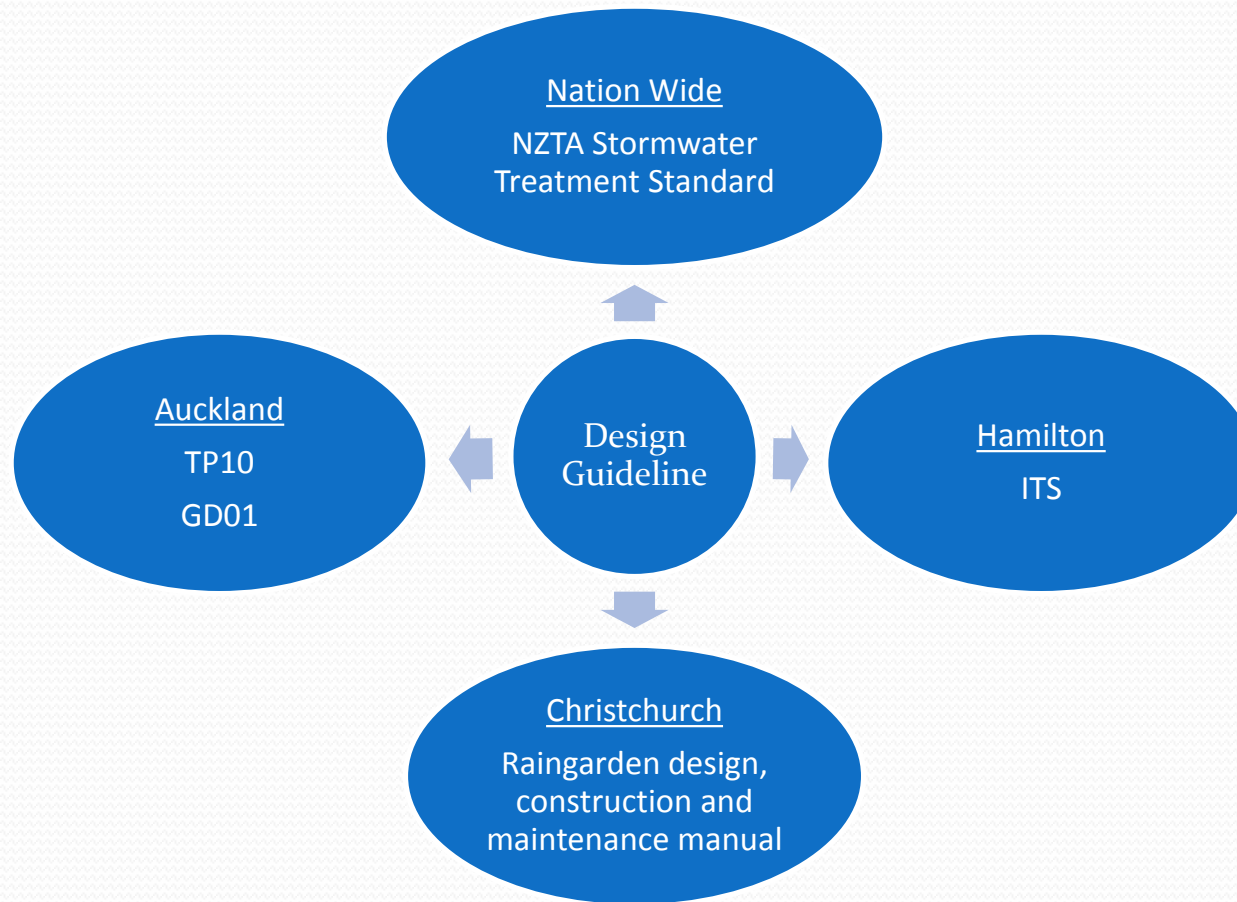 Nation Wide
NZTA Stormwater
Treatment Standard
Auckland
TP10
GD01
Design
Guideline
Hamilton
ITS
Christchurch
Raingarden design,
construction and
maintenance manual